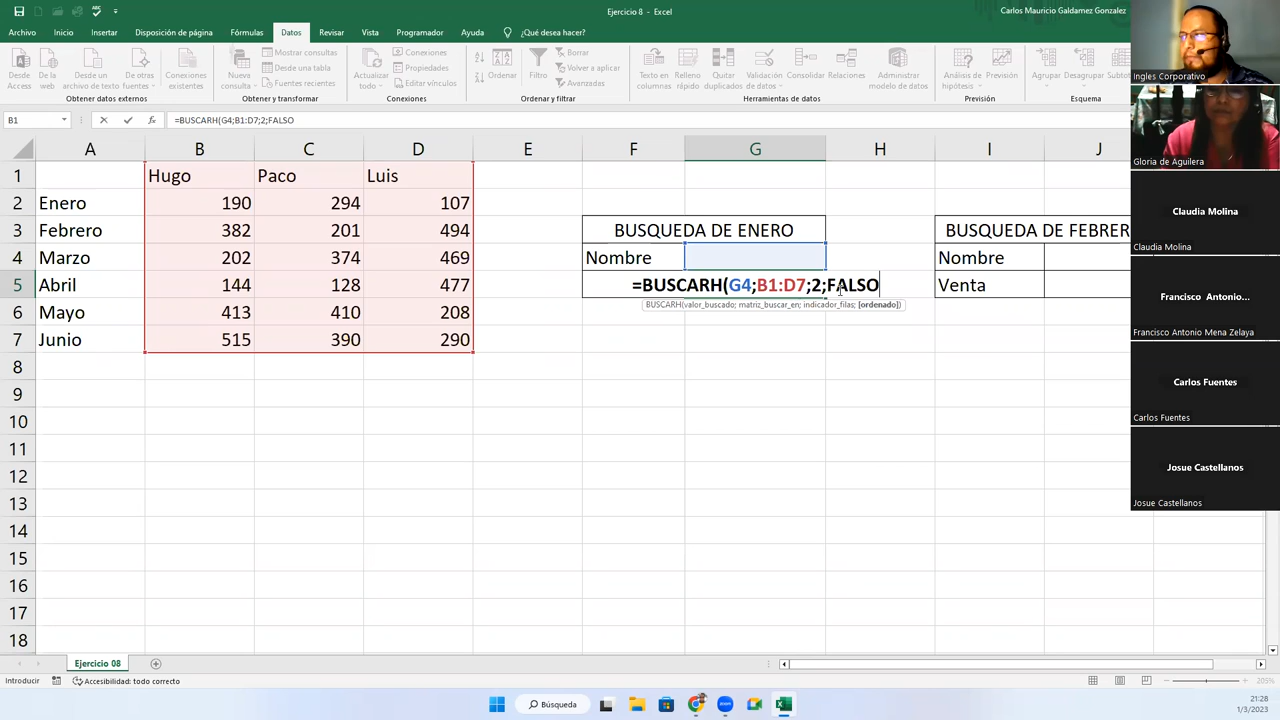 Ejercicio 8 - Excel
Carlos Mauricio Galdamez Gonzalez
Archivo Inicio Insertar Disposición de página Fórmulas Datos Revisar Vista Programador Ayuda ¿Qué desea hacer?
Desde Access
De la web
Desde un archivo de texto
De otras fuentes
Conexiones existentes
Obtener datos externos
Nueva consulta
Mostrar consultas
Desde una tabla
Fuentes recientes
Obtener y transformar
Actualizar todo
Conexiones
Propiedades
Editar vínculos
Conexiones
Ordenar
Filtro
Borrar
Volver a aplicar
Avanzadas
Ordenar y filtrar
Texto en columnas
Relleno rápido
Quitar duplicados
Validación de datos
Consolidar
Relaciones
Administrar modelo de datos
Herramientas de datos
Análisis de hipótesis
Previsión
Previsión
Agrupar
Desagrupar
Subtotal
Esquema
B1 fx =BUSCARH(G4;B1:D7;2;FALSO
A B C D E F G H I J
1 Hugo Paco Luis
2 Enero 190 294 107
3 Febrero 382 201 494 BUSQUEDA DE ENERO BUSQUEDA DE FEBRER
4 Marzo 202 374 469 Nombre Nombre
5 Abril 144 128 477 =BUSCARH(G4;B1:D7;2;FALSO Venta
BUSCARH(valor_buscado; matriz_buscar_en; indicador_filas; [ordenado])
6 Mayo 413 410 208
7 Junio 515 390 290
8
9
10
11
12
13
14
15
16
17
18
Ingles Corporativo
Gloria de Aguilera
Claudia Molina
Claudia Molina
Francisco Antonio...
Francisco Antonio Mena Zelaya
Carlos Fuentes
Carlos Fuentes
Josue Castellanos
Josue Castellanos
Ejercicio 08
Introducir Accesibilidad: todo correcto 205%
Búsqueda
21:28
1/3/2023